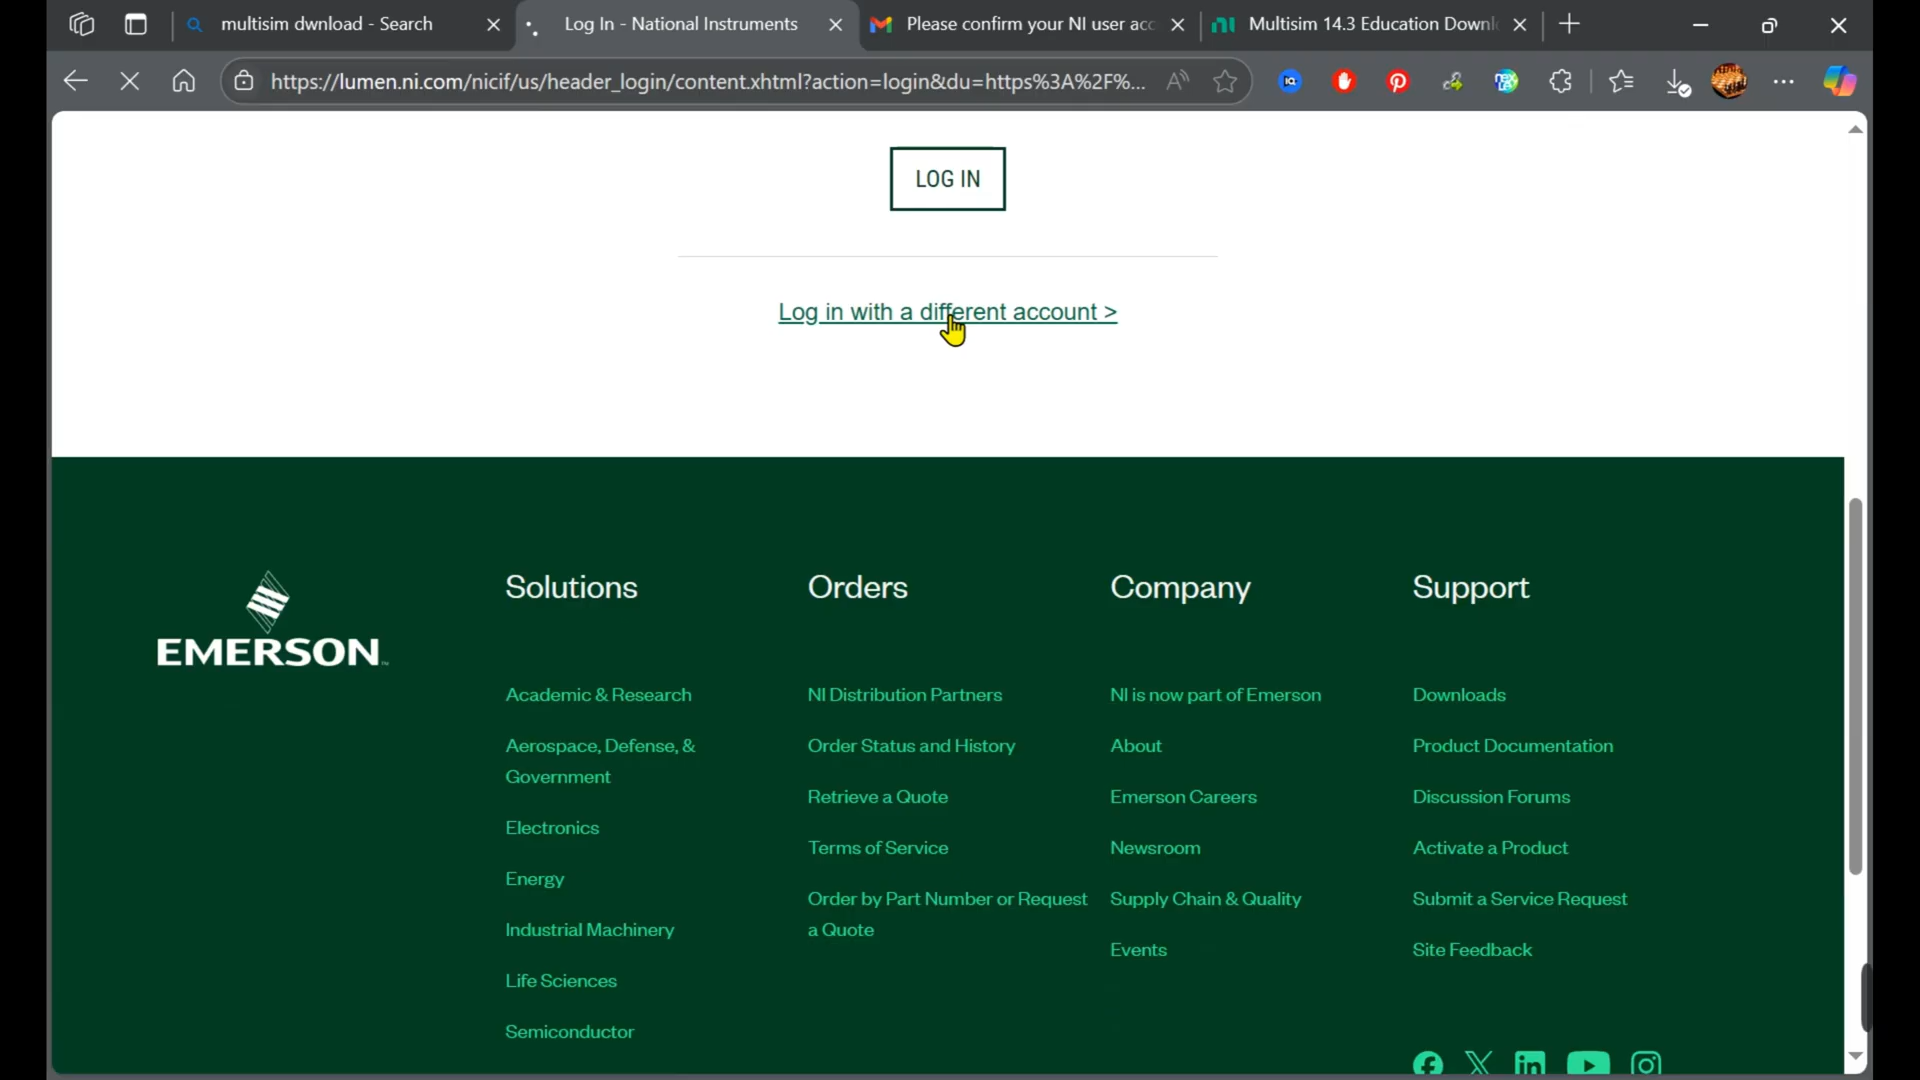 multisim dwnload - Search
Log In - National Instruments
Please confirm your NI user acc
Multisim 14.3 Education Downl
https://lumen.ni.com/nicif/us/header_login/content.xhtml?action=login&du=https%3A%2F%...
LOG IN
Log in with a different account >
EMERSON
Solutions
Academic & Research
Aerospace, Defense, &
Government
Electronics
Energy
Industrial Machinery
Life Sciences
Semiconductor
Orders
NI Distribution Partners
Order Status and History
Retrieve a Quote
Terms of Service
Order by Part Number or Request
a Quote
Company
NI is now part of Emerson
About
Emerson Careers
Newsroom
Supply Chain & Quality
Events
Support
Downloads
Product Documentation
Discussion Forums
Activate a Product
Submit a Service Request
Site Feedback